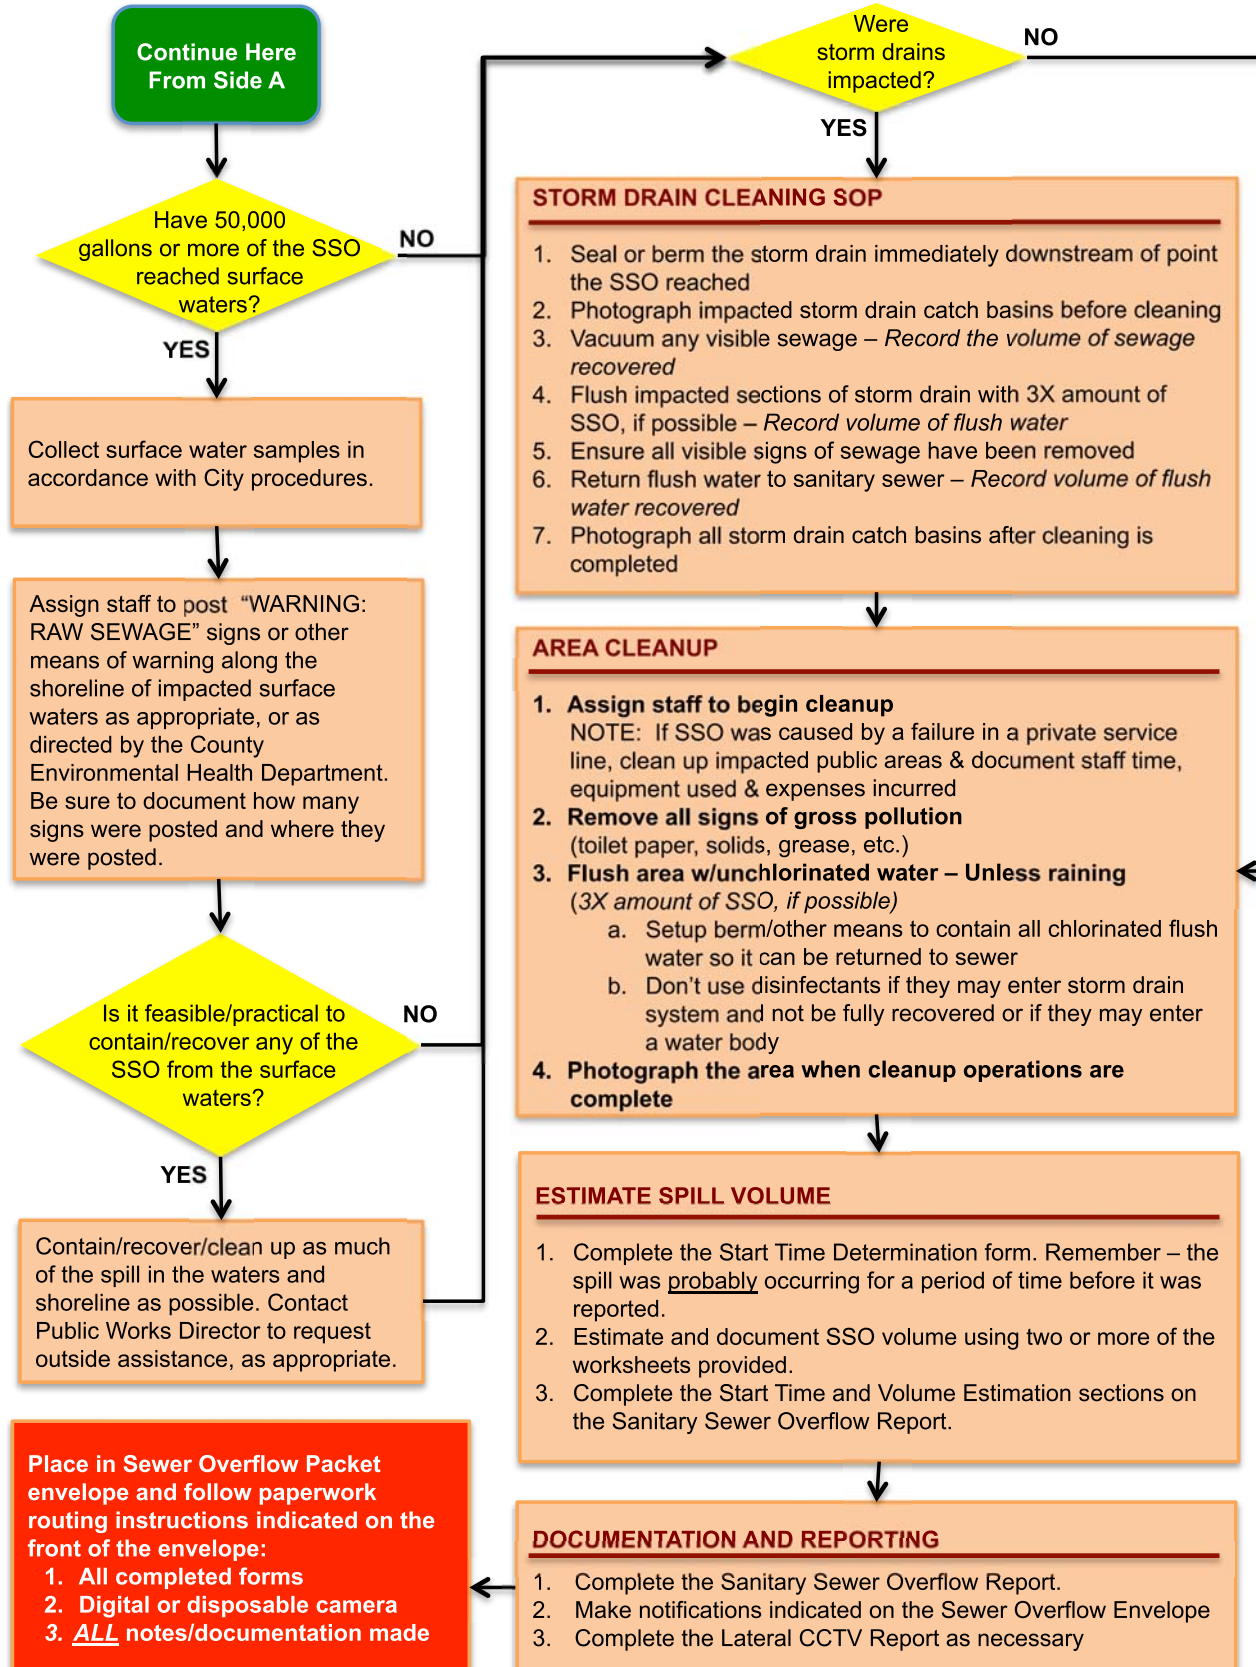 Continue Here
From Side A
Have 50,000
gallons or more of the SSO
reached surface
waters?
NO
YES
Collect surface water samples in
accordance with City procedures.
Assign staff to post “WARNING:
RAW SEWAGE” signs or other
means of warning along the
shoreline of impacted surface
waters as appropriate, or as
directed by the County
Environmental Health Department.
Be sure to document how many
signs were posted and where they
were posted.
Is it feasible/practical to
contain/recover any of the
SSO from the surface
waters?
NO
YES
Contain/recover/clean up as much
of the spill in the waters and
shoreline as possible. Contact
Public Works Director to request
outside assistance, as appropriate.
Were
storm drains
impacted?
NO
YES
STORM DRAIN CLEANING SOP
1. Seal or berm the storm drain immediately downstream of point
the SSO reached
2. Photograph impacted storm drain catch basins before cleaning
3. Vacuum any visible sewage – Record the volume of sewage
recovered
4. Flush impacted sections of storm drain with 3X amount of
SSO, if possible – Record volume of flush water
5. Ensure all visible signs of sewage have been removed
6. Return flush water to sanitary sewer – Record volume of flush
water recovered
7. Photograph all storm drain catch basins after cleaning is
completed
AREA CLEANUP
1. Assign staff to begin cleanup
NOTE: If SSO was caused by a failure in a private service
line, clean up impacted public areas & document staff time,
equipment used & expenses incurred
2. Remove all signs of gross pollution
(toilet paper, solids, grease, etc.)
3. Flush area w/unchlorinated water – Unless raining
(3X amount of SSO, if possible)
a. Setup berm/other means to contain all chlorinated flush
water so it can be returned to sewer
b. Don’t use disinfectants if they may enter storm drain
system and not be fully recovered or if they may enter
a water body
4. Photograph the area when cleanup operations are
complete
ESTIMATE SPILL VOLUME
1. Complete the Start Time Determination form. Remember – the
spill was probably occurring for a period of time before it was
reported.
2. Estimate and document SSO volume using two or more of the
worksheets provided.
3. Complete the Start Time and Volume Estimation sections on
the Sanitary Sewer Overflow Report.
DOCUMENTATION AND REPORTING
1. Complete the Sanitary Sewer Overflow Report.
2. Make notifications indicated on the Sewer Overflow Envelope
3. Complete the Lateral CCTV Report as necessary
Place in Sewer Overflow Packet
envelope and follow paperwork
routing instructions indicated on the
front of the envelope:
1. All completed forms
2. Digital or disposable camera
3. ALL notes/documentation made